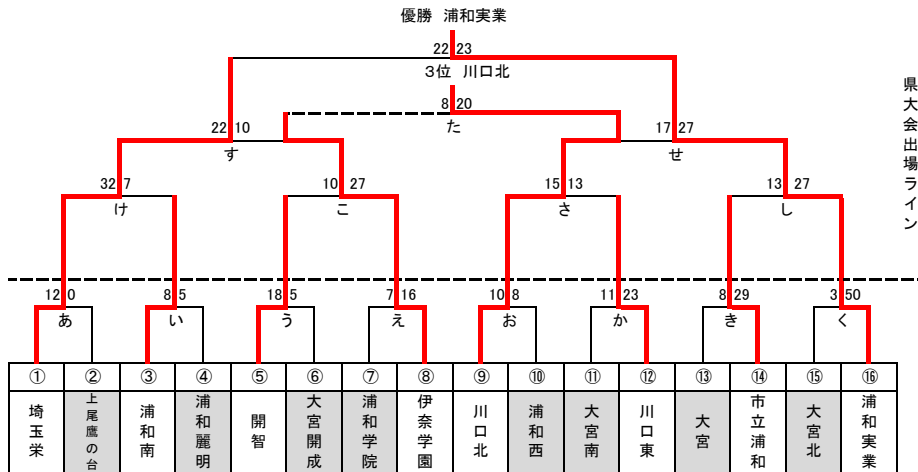 優勝 浦和実業
22 23
3位 川口北
8 20
た
22 10
す
17 27
せ
32 7
け
10 27
こ
15 13
さ
13 27
し
県大会出場ライン
12 0
あ
8 5
い
18 5
う
7 16
え
10 8
お
11 23
か
8 29
き
3 50
く
① ② ③ ④ ⑤ ⑥ ⑦ ⑧ ⑨ ⑩ ⑪ ⑫ ⑬ ⑭ ⑮ ⑯
埼玉栄
上尾鷹の台
浦和南
浦和麗明
開智
大宮開成
浦和学院
伊奈学園
川口北
浦和西
大宮南
川口東
大宮
市立浦和
大宮北
浦和実業